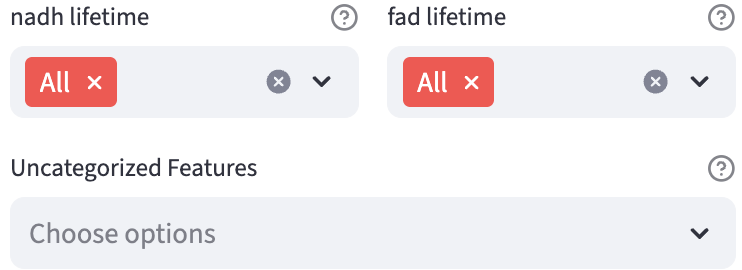 nadh lifetime
fad lifetime
All
All
Uncategorized Features
Choose options